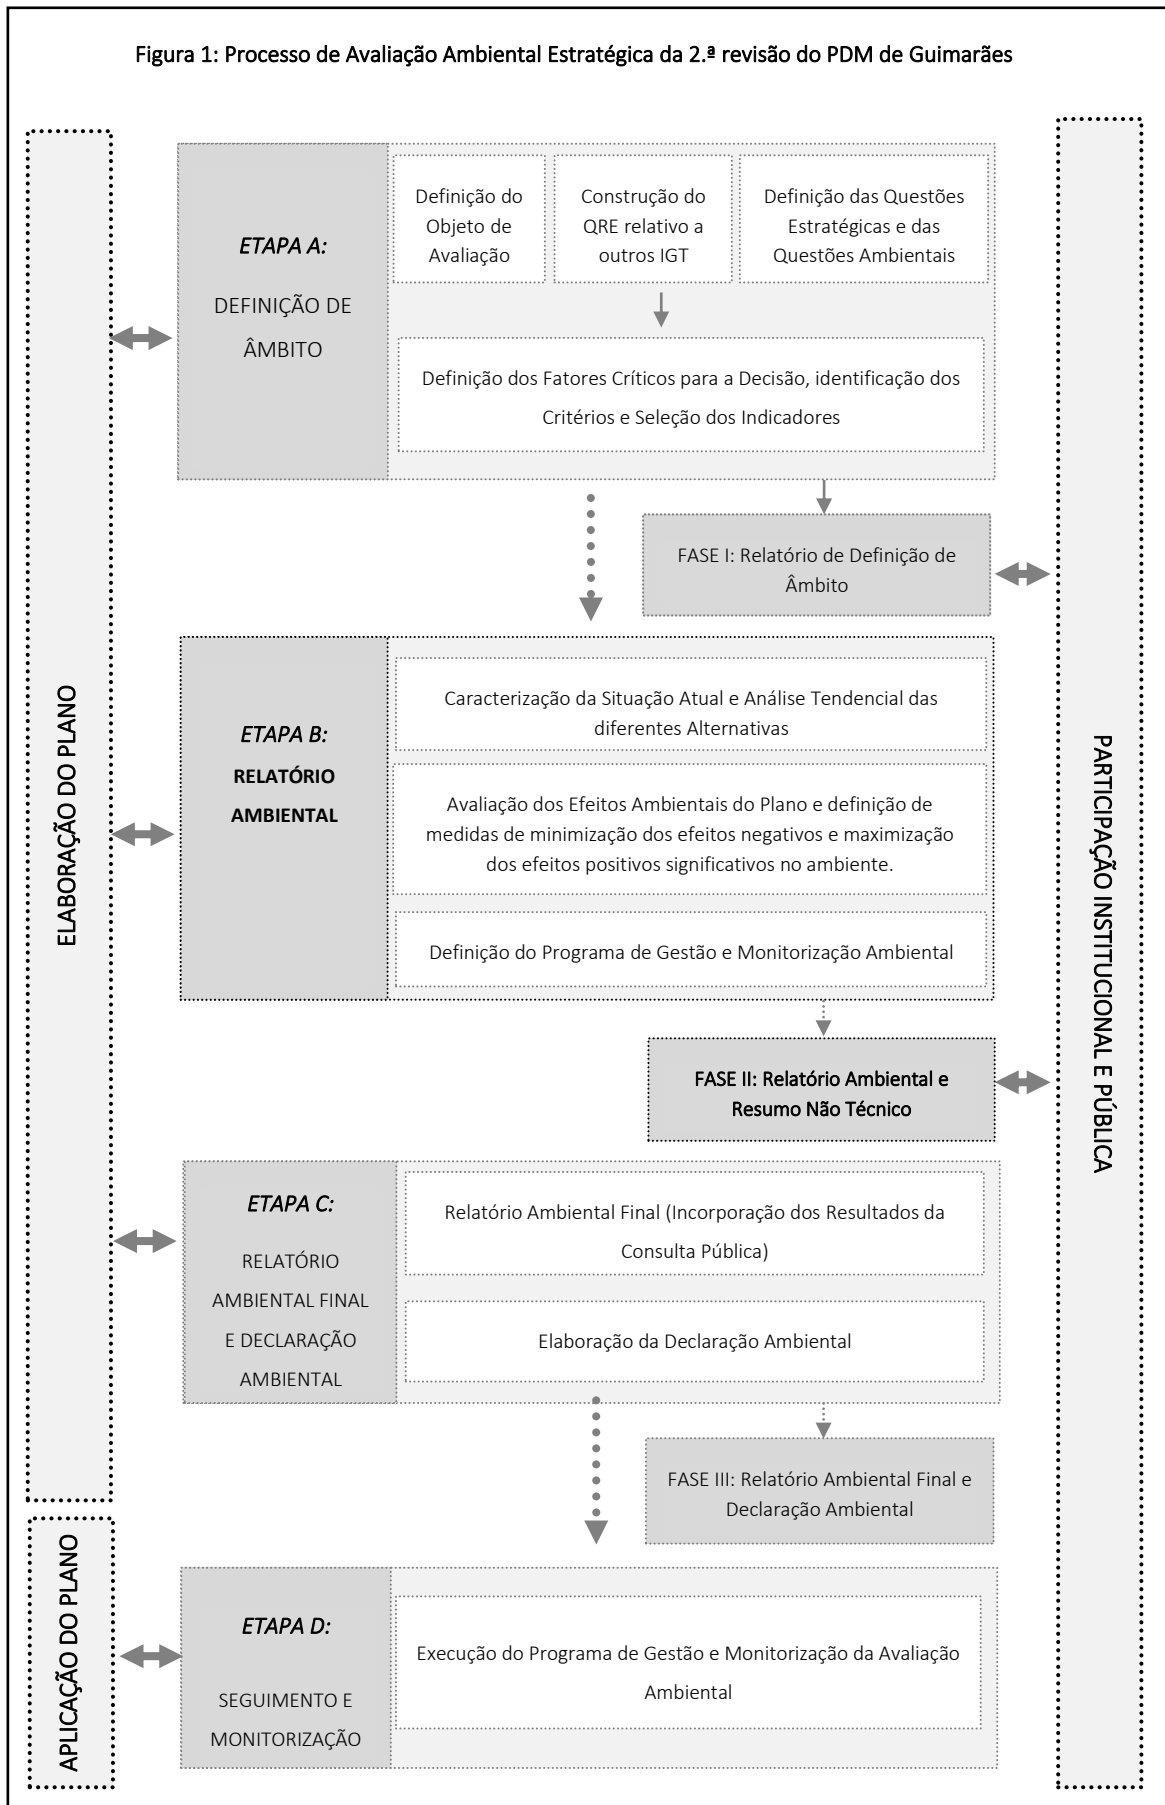 Figura 1: Processo de Avaliação Ambiental Estratégica da 2.ª revisão do PDM de Guimarães
ELABORAÇÃO DO PLANO
APLICAÇÃO DO PLANO
PARTICIPAÇÃO INSTITUCIONAL E PÚBLICA
ETAPA A:
DEFINIÇÃO DE
ÂMBITO
Definição do
Objeto de
Avaliação
Construção do
QRE relativo a
outros IGT
Definição das Questões
Estratégicas e das
Questões Ambientais
Definição dos Fatores Críticos para a Decisão, identificação dos
Critérios e Seleção dos Indicadores
FASE I: Relatório de Definição de
Âmbito
ETAPA B:
RELATÓRIO
AMBIENTAL
Caracterização da Situação Atual e Análise Tendencial das
diferentes Alternativas
Avaliação dos Efeitos Ambientais do Plano e definição de
medidas de minimização dos efeitos negativos e maximização
dos efeitos positivos significativos no ambiente.
Definição do Programa de Gestão e Monitorização Ambiental
FASE II: Relatório Ambiental e
Resumo Não Técnico
ETAPA C:
RELATÓRIO
AMBIENTAL FINAL
E DECLARAÇÃO
AMBIENTAL
Relatório Ambiental Final (Incorporação dos Resultados da
Consulta Pública)
Elaboração da Declaração Ambiental
FASE III: Relatório Ambiental Final e
Declaração Ambiental
ETAPA D:
SEGUIMENTO E
MONITORIZAÇÃO
Execução do Programa de Gestão e Monitorização da Avaliação
Ambiental